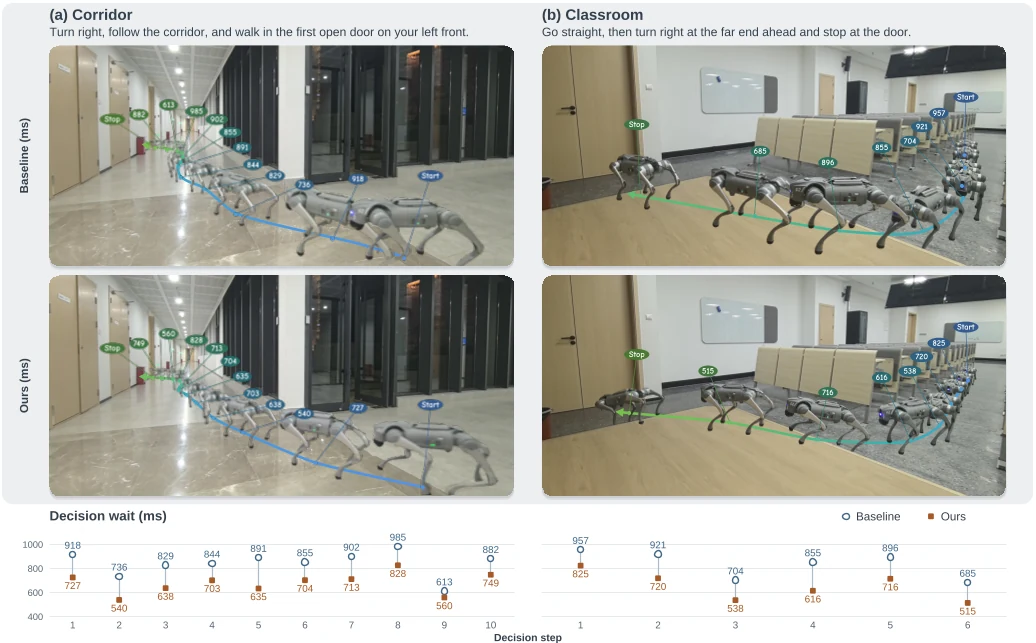 (a) Corridor
Turn right, follow the corridor, and walk in the first open door on your left front.
(b) Classroom
Go straight, then turn right at the far end ahead and stop at the door.
Baseline (ms)
Stop 882 613 985 902 855 891 844 829 736 918 Start
Stop 685 896 855 704 921 957 Start
Ours (ms)
Stop 749 560 828 713 704 635 703 638 540 727 Start
Stop 515 716 616 538 720 825 Start
Decision wait (ms)
Baseline Ours
1000
800
600
400
918 736 829 844 891 855 902 985 613 882
727 540 638 703 635 704 713 828 560 749
1 2 3 4 5 6 7 8 9 10
957 921 704 855 896 685
825 720 538 616 716 515
1 2 3 4 5 6
Decision step